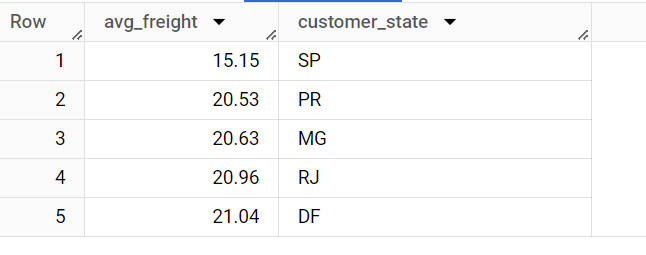 Row avg_freight customer_state
1 15.15 SP
2 20.53 PR
3 20.63 MG
4 20.96 RJ
5 21.04 DF